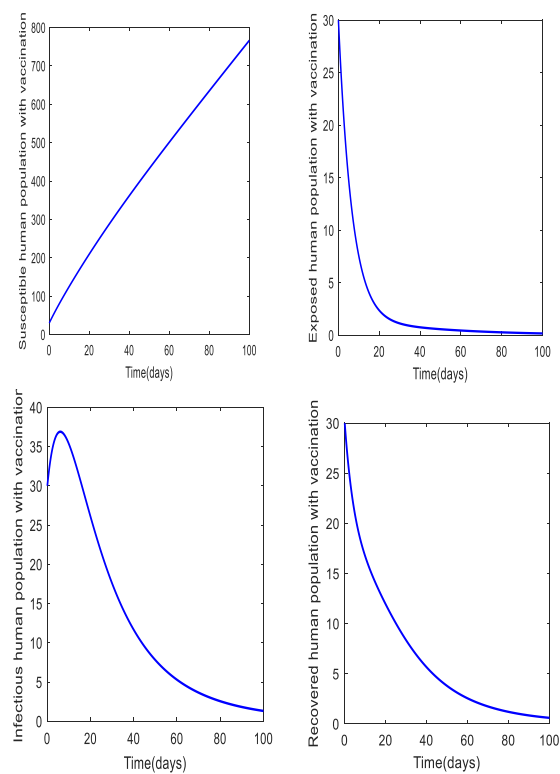 Susceptible human population with vaccination
800
700
600
500
400
300
200
100
0
0 20 40 60 80 100
Time(days)
Exposed human population with vaccination
30
25
20
15
10
5
0
0 20 40 60 80 100
Time(days)
Infectious human population with vaccination
40
35
30
25
20
15
10
5
0
0 20 40 60 80 100
Time(days)
Recovered human population with vaccination
30
25
20
15
10
5
0
0 20 40 60 80 100
Time(days)